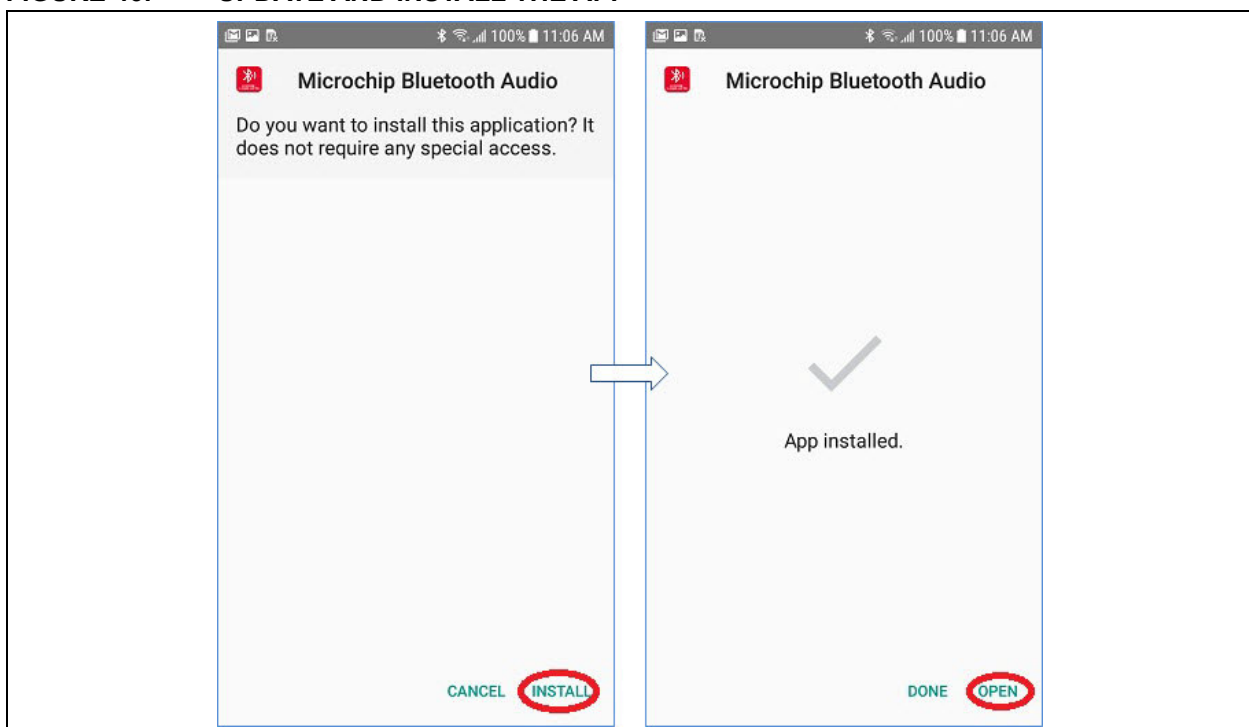 100% 11:06 AM
Microchip Bluetooth Audio
Do you want to install this application? It
does not require any special access.
CANCEL INSTALL
100% 11:06 AM
Microchip Bluetooth Audio
App installed.
DONE OPEN